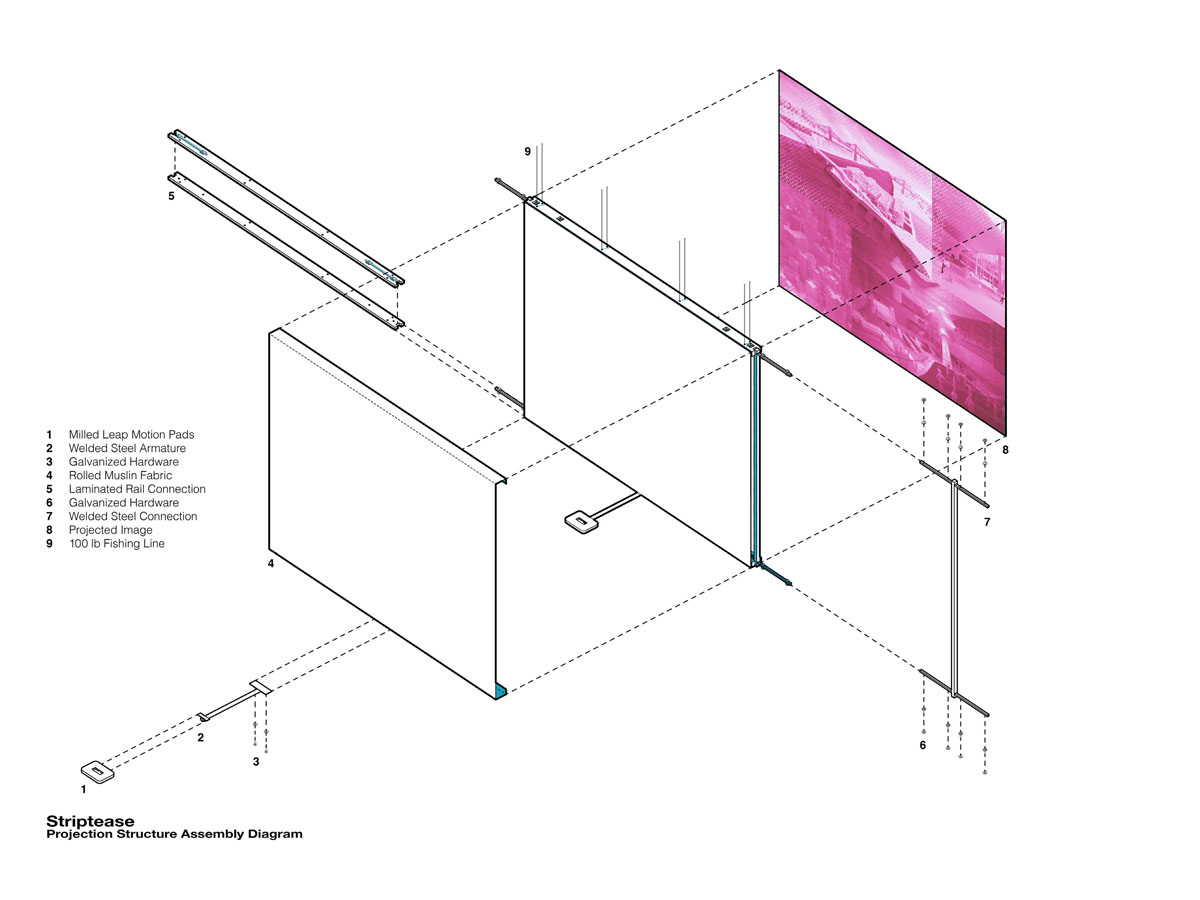 9
5
8
7
6
4
2
3
1
1 Milled Leap Motion Pads
2 Welded Steel Armature
3 Galvanized Hardware
4 Rolled Muslin Fabric
5 Laminated Rail Connection
6 Galvanized Hardware
7 Welded Steel Connection
8 Projected Image
9 100 lb Fishing Line
Striptease
Projection Structure Assembly Diagram